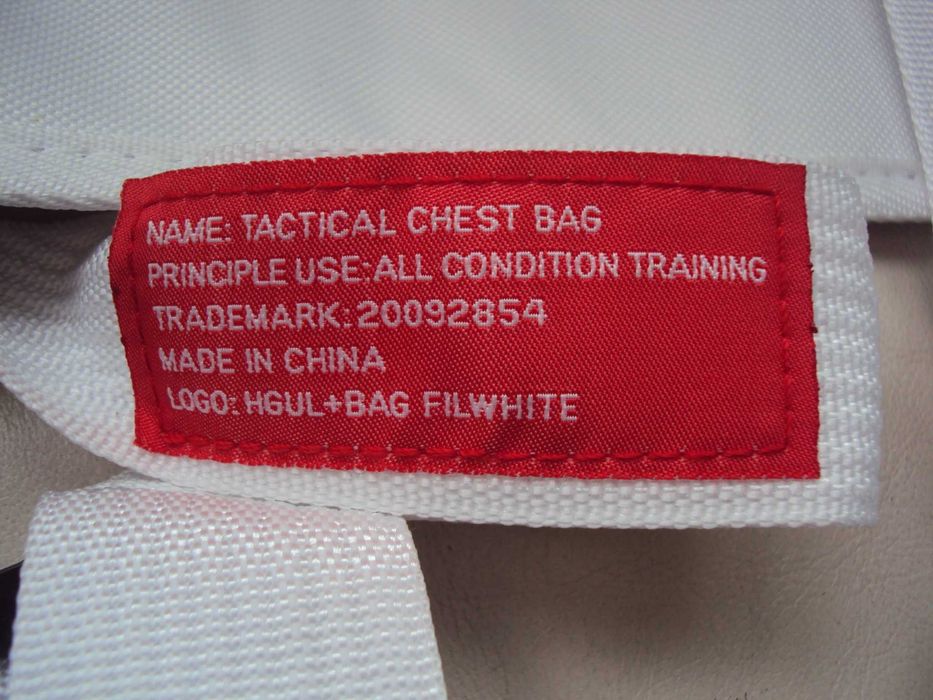 NAME: TACTICAL CHEST BAG
PRINCIPLE USE:ALL CONDITION TRAINING
TRADEMARK:20092854
MADE IN CHINA
LOGO: HGUL+BAG FILWHITE